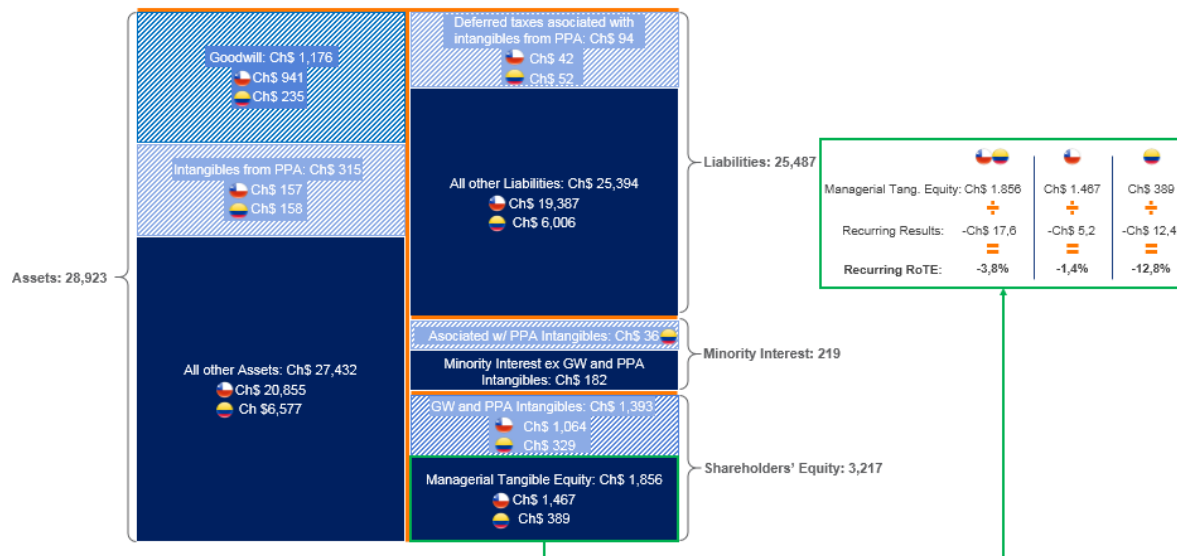 Assets: 28,923
Goodwill: Ch$ 1,176
Ch$ 941
Ch$ 235
Intangibles from PPA: Ch$ 315
Ch$ 157
Ch$ 158
All other Assets: Ch$ 27,432
Ch$ 20,855
Ch $6,577
Deferred taxes asociated with
intangibles from PPA: Ch$ 94
Ch$ 42
Ch$ 52
All other Liabilities: Ch$ 25,394
Ch$ 19,387
Ch$ 6,006
Liabilities: 25,487
Asociated w/ PPA Intangibles: Ch$ 36
Minority Interest ex GW and PPA
Intangibles: Ch$ 182
Minority Interest: 219
GW and PPA Intangibles: Ch$ 1,393
Ch$ 1,064
Ch$ 329
Managerial Tangible Equity: Ch$ 1,856
Ch$ 1,467
Ch$ 389
Shareholders' Equity: 3,217
Managerial Tang. Equity: Ch$ 1.856 Ch$ 1.467 Ch$ 389
÷ ÷ ÷
Recurring Results: -Ch$ 17,6 -Ch$ 5,2 -Ch$ 12,4
= = =
Recurring RoTE: -3,8% -1,4% -12,8%